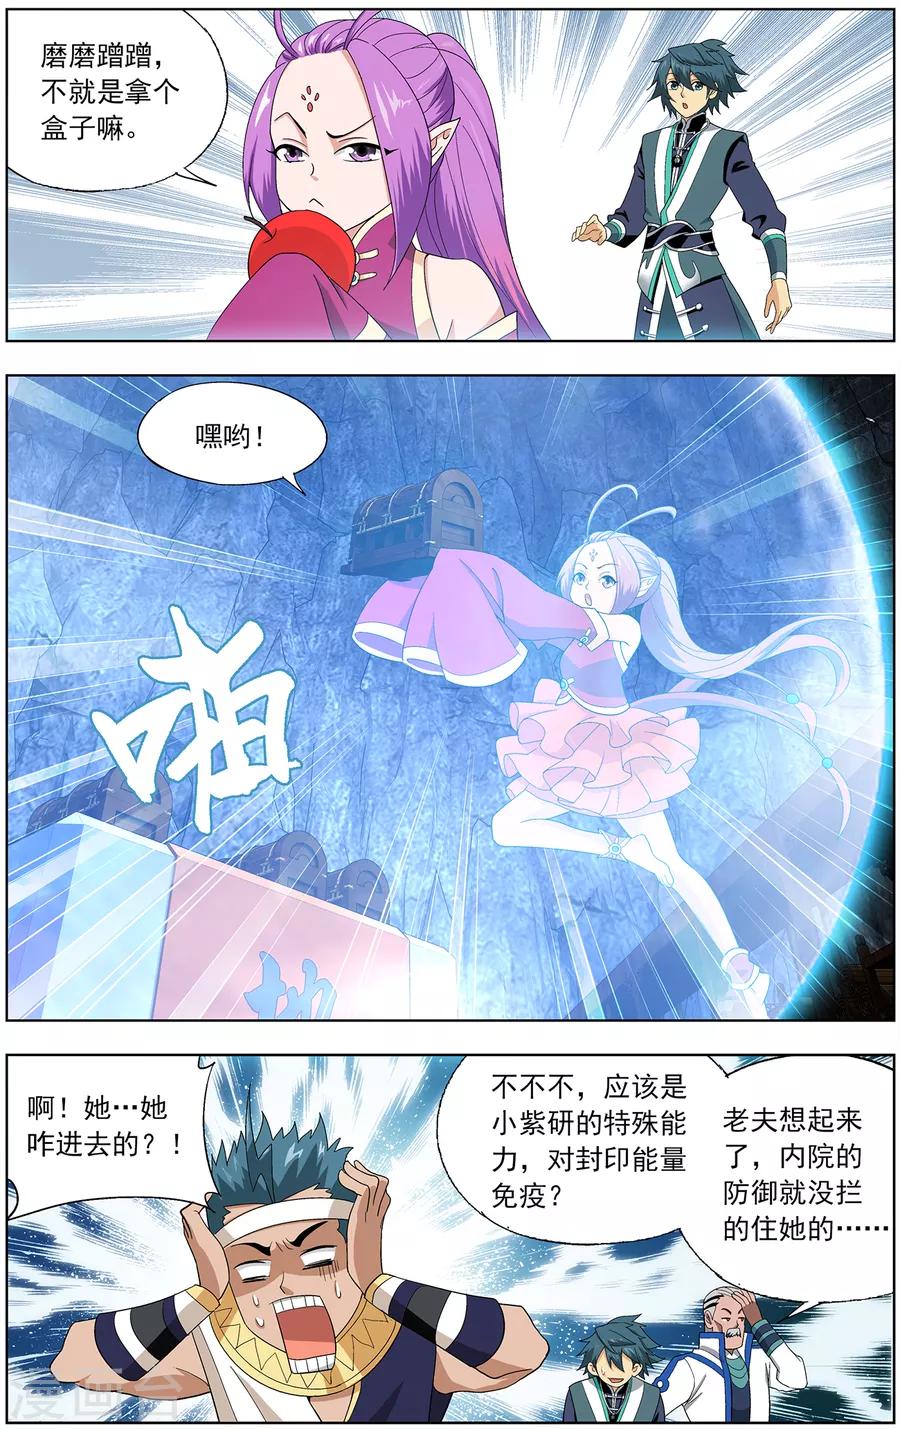 磨磨蹭蹭，
不就是拿个
盒子嘛。
嘿哟！
啪
地
啊！她…她
咋进去的？！
不不不，应该是
小紫研的特殊能
力，对封印能量
免疫？
老夫想起来
了，内院的
防御就没拦
的住她的……
漫画台